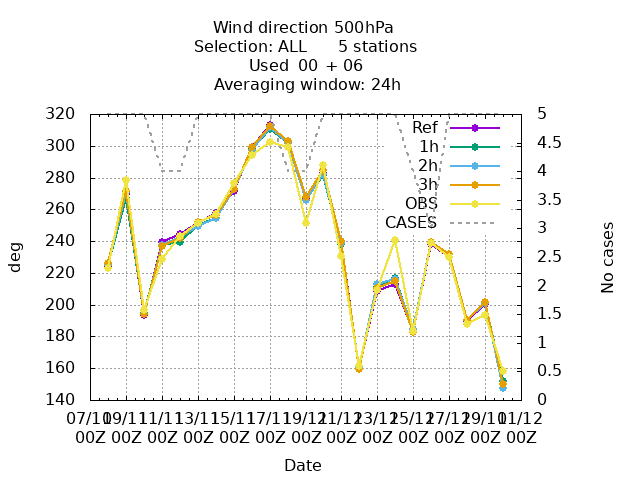 Wind direction 500hPa
Selection: ALL 5 stations
Used 00 + 06
Averaging window: 24h
320
300
280
260
240
220
200
180
160
140
deg
5
4.5
4
3.5
3
2.5
2
1.5
1
0.5
0
No cases
Ref
1h
2h
3h
OBS
CASES
07/11 09/11 11/11 13/11 15/11 17/11 19/11 21/11 23/11 25/11 27/11 29/11 01/12
00Z 00Z 00Z 00Z 00Z 00Z 00Z 00Z 00Z 00Z 00Z 00Z 00Z
Date